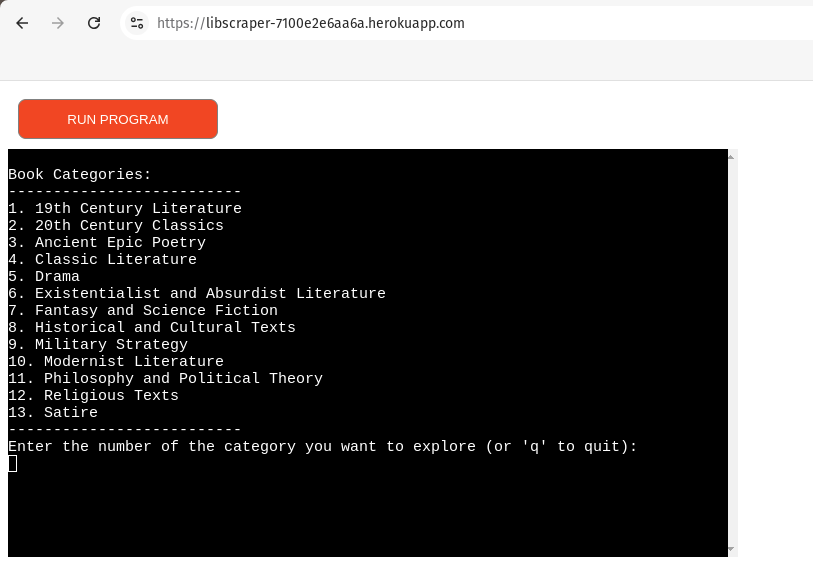 https://libscraper-7100e2e6aa6a.herokuapp.com
RUN PROGRAM
Book Categories:
--------------------------
1. 19th Century Literature
2. 20th Century Classics
3. Ancient Epic Poetry
4. Classic Literature
5. Drama
6. Existentialist and Absurdist Literature
7. Fantasy and Science Fiction
8. Historical and Cultural Texts
9. Military Strategy
10. Modernist Literature
11. Philosophy and Political Theory
12. Religious Texts
13. Satire
--------------------------
Enter the number of the category you want to explore (or 'q' to quit):